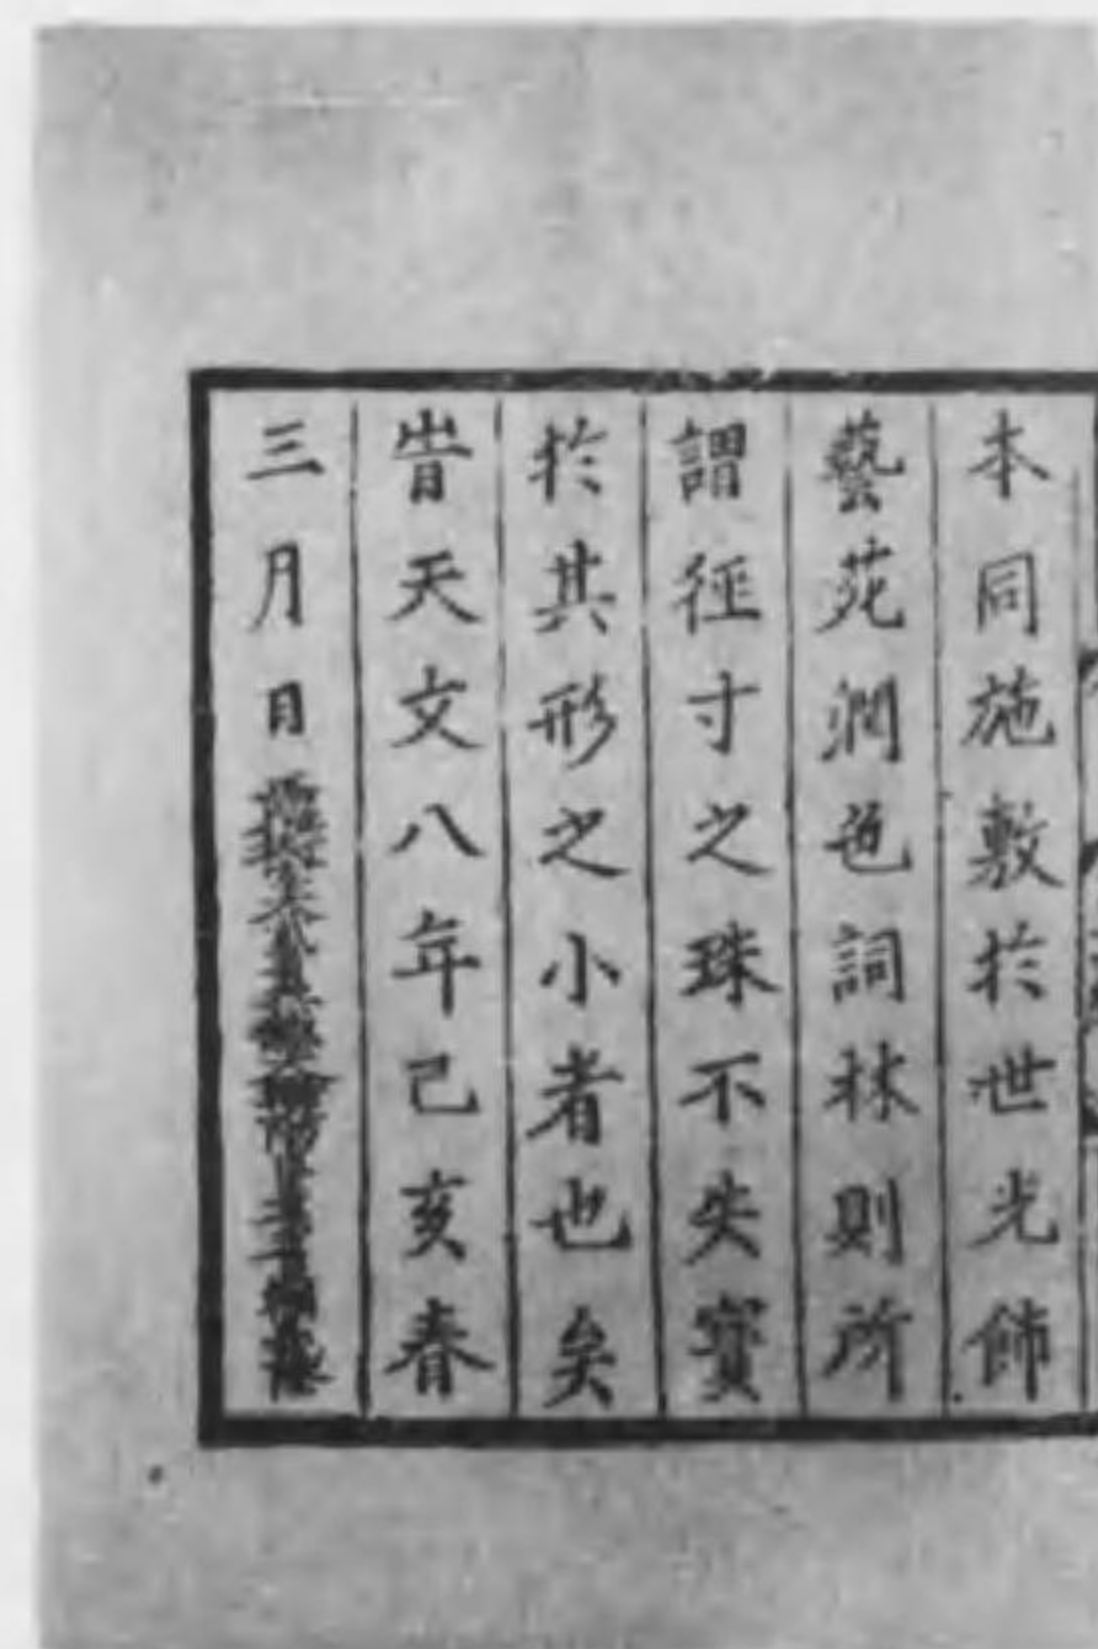 本同施敷於世光飾
藝苑潤色詞林則所
謂徑寸之珠不失寶
於其形之小者也矣
旹天文八年己亥春
三月日